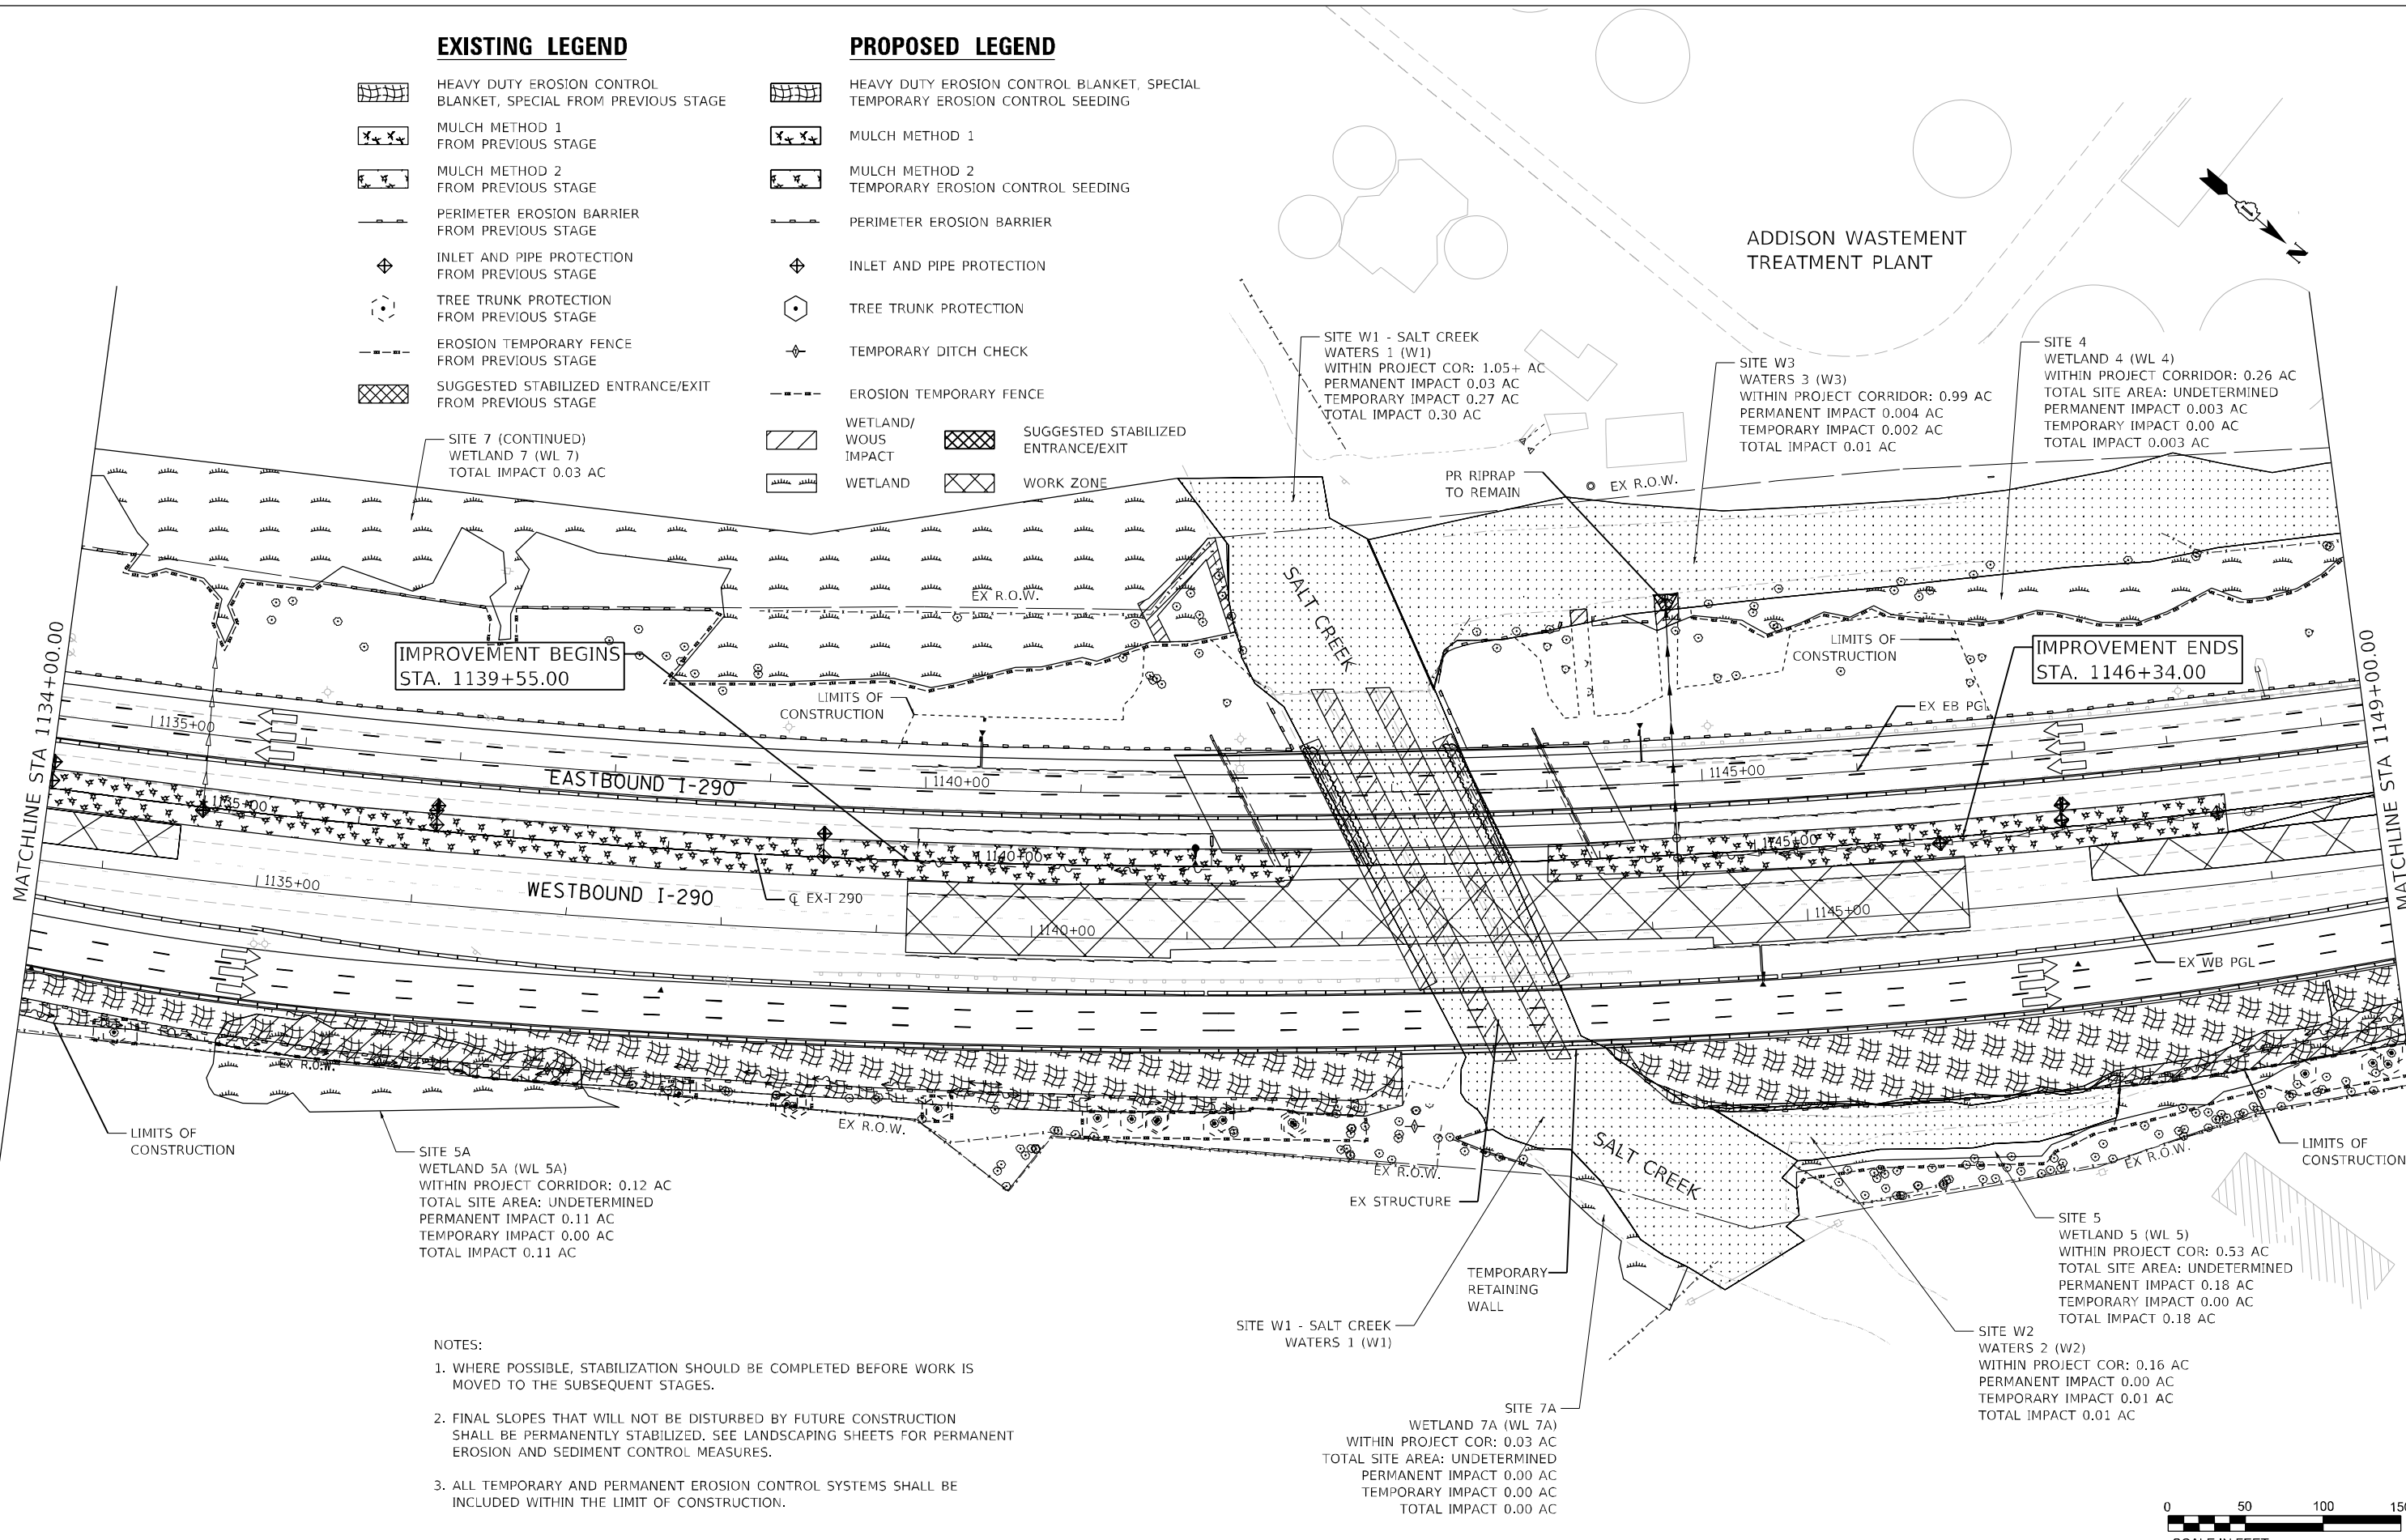 EXISTING LEGEND
HEAVY DUTY EROSION CONTROL
BLANKET, SPECIAL FROM PREVIOUS STAGE
MULCH METHOD 1
FROM PREVIOUS STAGE
MULCH METHOD 2
FROM PREVIOUS STAGE
PERIMETER EROSION BARRIER
FROM PREVIOUS STAGE
INLET AND PIPE PROTECTION
FROM PREVIOUS STAGE
TREE TRUNK PROTECTION
FROM PREVIOUS STAGE
EROSION TEMPORARY FENCE
FROM PREVIOUS STAGE
SUGGESTED STABILIZED ENTRANCE/EXIT
FROM PREVIOUS STAGE
PROPOSED LEGEND
HEAVY DUTY EROSION CONTROL BLANKET, SPECIAL
TEMPORARY EROSION CONTROL SEEDING
MULCH METHOD 1
MULCH METHOD 2
TEMPORARY EROSION CONTROL SEEDING
PERIMETER EROSION BARRIER
INLET AND PIPE PROTECTION
TREE TRUNK PROTECTION
TEMPORARY DITCH CHECK
EROSION TEMPORARY FENCE
WETLAND/
WOUS
IMPACT
SUGGESTED STABILIZED
ENTRANCE/EXIT
WETLAND
WORK ZONE
ADDISON WASTEMENT
TREATMENT PLANT
N
SITE 7 (CONTINUED)
WETLAND 7 (WL 7)
TOTAL IMPACT 0.03 AC
SITE W1 - SALT CREEK
WATERS 1 (W1)
WITHIN PROJECT COR: 1.05+ AC
PERMANENT IMPACT 0.03 AC
TEMPORARY IMPACT 0.27 AC
TOTAL IMPACT 0.30 AC
SITE W3
WATERS 3 (W3)
WITHIN PROJECT CORRIDOR: 0.99 AC
PERMANENT IMPACT 0.004 AC
TEMPORARY IMPACT 0.002 AC
TOTAL IMPACT 0.01 AC
SITE 4
WETLAND 4 (WL 4)
WITHIN PROJECT CORRIDOR: 0.26 AC
TOTAL SITE AREA: UNDETERMINED
PERMANENT IMPACT 0.003 AC
TEMPORARY IMPACT 0.00 AC
TOTAL IMPACT 0.003 AC
PR RIPRAP
TO REMAIN
EX R.O.W.
EX R.O.W.
SALT CREEK
MATCHLINE STA 1134+00.00
IMPROVEMENT BEGINS
STA. 1139+55.00
LIMITS OF
CONSTRUCTION
LIMITS OF
CONSTRUCTION
IMPROVEMENT ENDS
STA. 1146+34.00
MATCHLINE STA 1149+00.00
EX EB PGL
1135+00
1140+00
1145+00
EASTBOUND I-290
1135+00
1140+00
1145+00
WESTBOUND I-290
℄ EX-I 290
1135+00
1140+00
1145+00
EX WB PGL
EX R.O.W.
EX R.O.W.
EX R.O.W.
EX R.O.W.
SALT CREEK
LIMITS OF
CONSTRUCTION
LIMITS OF
CONSTRUCTION
SITE 5A
WETLAND 5A (WL 5A)
WITHIN PROJECT CORRIDOR: 0.12 AC
TOTAL SITE AREA: UNDETERMINED
PERMANENT IMPACT 0.11 AC
TEMPORARY IMPACT 0.00 AC
TOTAL IMPACT 0.11 AC
EX STRUCTURE
TEMPORARY
RETAINING
WALL
SITE W1 - SALT CREEK
WATERS 1 (W1)
SITE 5
WETLAND 5 (WL 5)
WITHIN PROJECT COR: 0.53 AC
TOTAL SITE AREA: UNDETERMINED
PERMANENT IMPACT 0.18 AC
TEMPORARY IMPACT 0.00 AC
TOTAL IMPACT 0.18 AC
SITE W2
WATERS 2 (W2)
WITHIN PROJECT COR: 0.16 AC
PERMANENT IMPACT 0.00 AC
TEMPORARY IMPACT 0.01 AC
TOTAL IMPACT 0.01 AC
SITE 7A
WETLAND 7A (WL 7A)
WITHIN PROJECT COR: 0.03 AC
TOTAL SITE AREA: UNDETERMINED
PERMANENT IMPACT 0.00 AC
TEMPORARY IMPACT 0.00 AC
TOTAL IMPACT 0.00 AC
NOTES:
1. WHERE POSSIBLE, STABILIZATION SHOULD BE COMPLETED BEFORE WORK IS
MOVED TO THE SUBSEQUENT STAGES.
2. FINAL SLOPES THAT WILL NOT BE DISTURBED BY FUTURE CONSTRUCTION
SHALL BE PERMANENTLY STABILIZED. SEE LANDSCAPING SHEETS FOR PERMANENT
EROSION AND SEDIMENT CONTROL MEASURES.
3. ALL TEMPORARY AND PERMANENT EROSION CONTROL SYSTEMS SHALL BE
INCLUDED WITHIN THE LIMIT OF CONSTRUCTION.
0 50 100
SCALE IN FEET